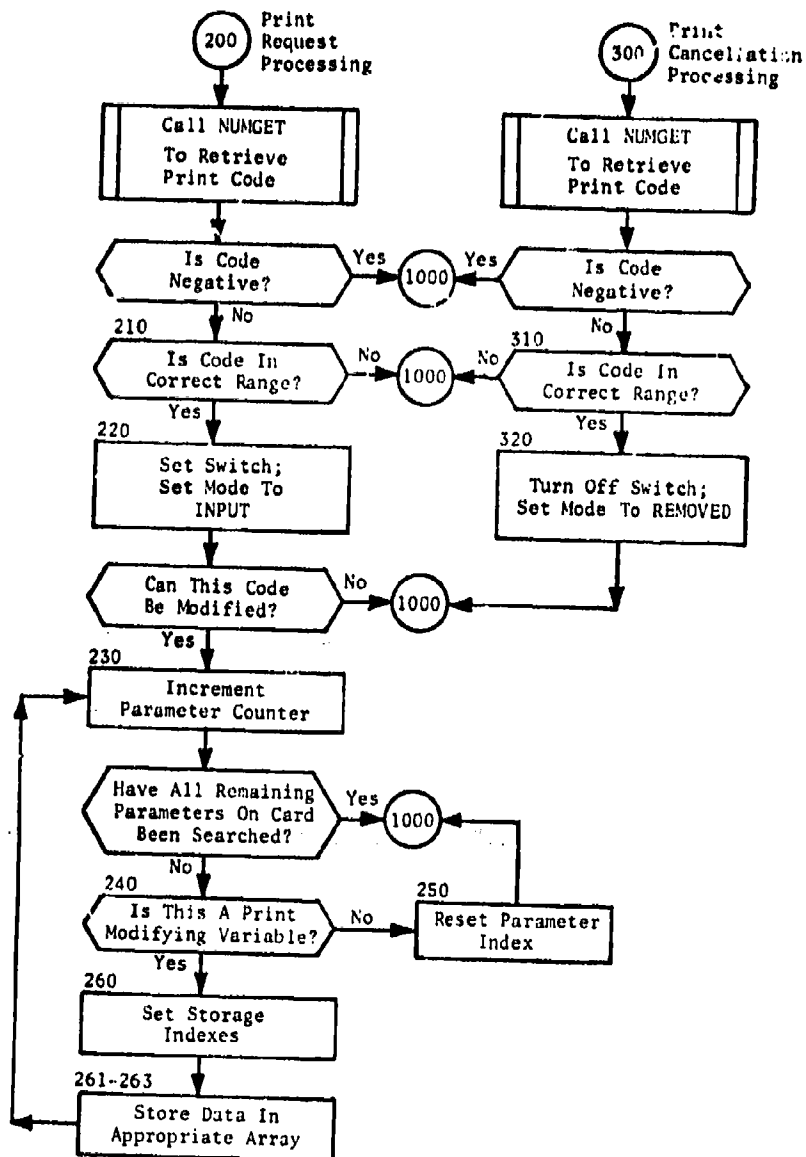 200
Print
Request
Processing
Call NUMGET
To Retrieve
Print Code
Is Code
Negative?
Yes
1000
No
210
Is Code In
Correct Range?
No
1000
Yes
220
Set Switch;
Set Mode To
INPUT
Can This Code
Be Modified?
No
1000
Yes
230
Increment
Parameter Counter
Have All Remaining
Parameters On Card
Been Searched?
Yes
1000
No
240
Is This A Print
Modifying Variable?
No
250
Reset Parameter
Index
Yes
260
Set Storage
Indexes
261-263
Store Data In
Appropriate Array
300
Print
Cancellation
Processing
Call NUMGET
To Retrieve
Print Code
Is Code
Negative?
Yes
No
310
Is Code In
Correct Range?
No
Yes
320
Turn Off Switch;
Set Mode To REMOVED